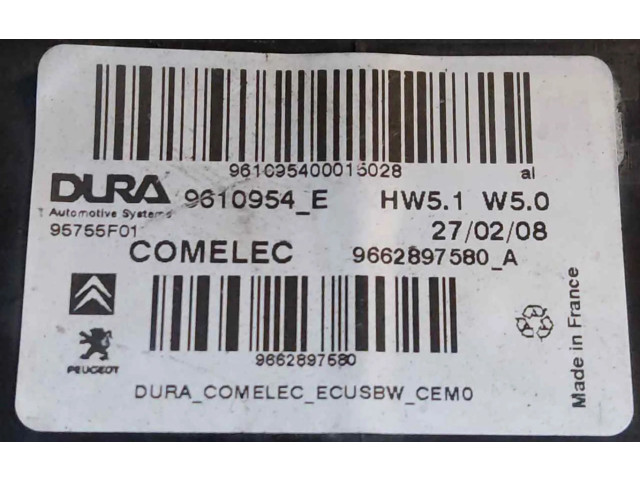 961095400015028 al
DURA 9610954_E HW5.1 W5.0
Automotive Systems 27/02/08
95755F01
COMELEC 9662897580_A
9662897580
PEUGEOT
DURA_COMELEC_ECUSBW_CEM0
Made in France